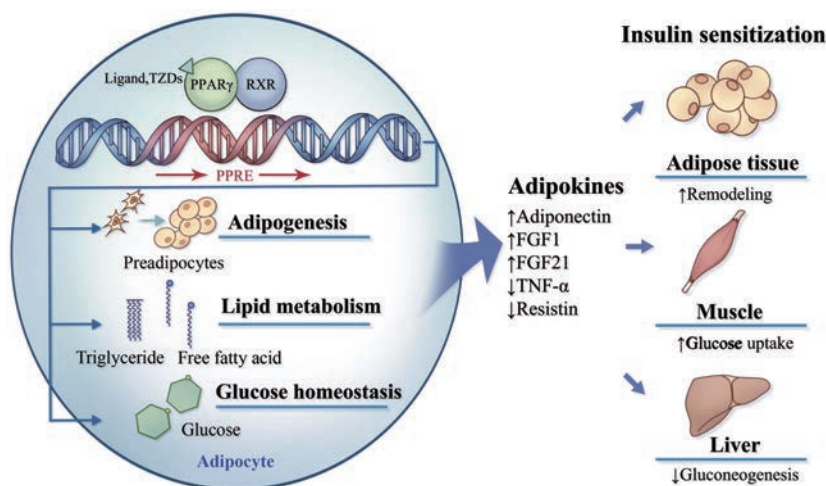 Ligand,TZDs
PPARγ
RXR
PPRE
Adipogenesis
Preadipocytes
Lipid metabolism
Triglyceride
Free fatty acid
Glucose homeostasis
Glucose
Adipocyte
Adipokines
↑Adiponectin
↑FGF1
↑FGF21
↓TNF-α
↓Resistin
Insulin sensitization
Adipose tissue
↑Remodeling
Muscle
↑Glucose uptake
Liver
↓Gluconeogenesis